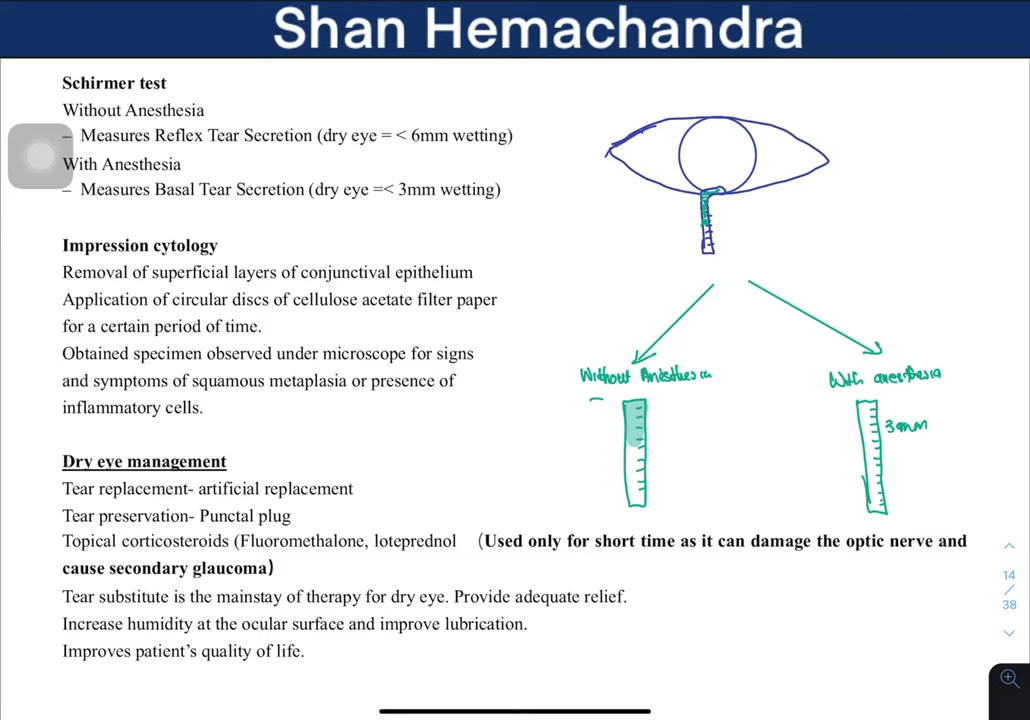 Shan Hemachandra
Schirmer test
Without Anesthesia
– Measures Reflex Tear Secretion (dry eye = < 6mm wetting)
With Anesthesia
– Measures Basal Tear Secretion (dry eye =< 3mm wetting)
Impression cytology
Removal of superficial layers of conjunctival epithelium
Application of circular discs of cellulose acetate filter paper
for a certain period of time.
Obtained specimen observed under microscope for signs
and symptoms of squamous metaplasia or presence of
inflammatory cells.
Without Anesthesia
With anesthesia
3mm
Dry eye management
Tear replacement- artificial replacement
Tear preservation- Punctal plug
Topical corticosteroids (Fluoromethalone, loteprednol (Used only for short time as it can damage the optic nerve and
cause secondary glaucoma)
Tear substitute is the mainstay of therapy for dry eye. Provide adequate relief.
Increase humidity at the ocular surface and improve lubrication.
Improves patient’s quality of life.
14
/
38